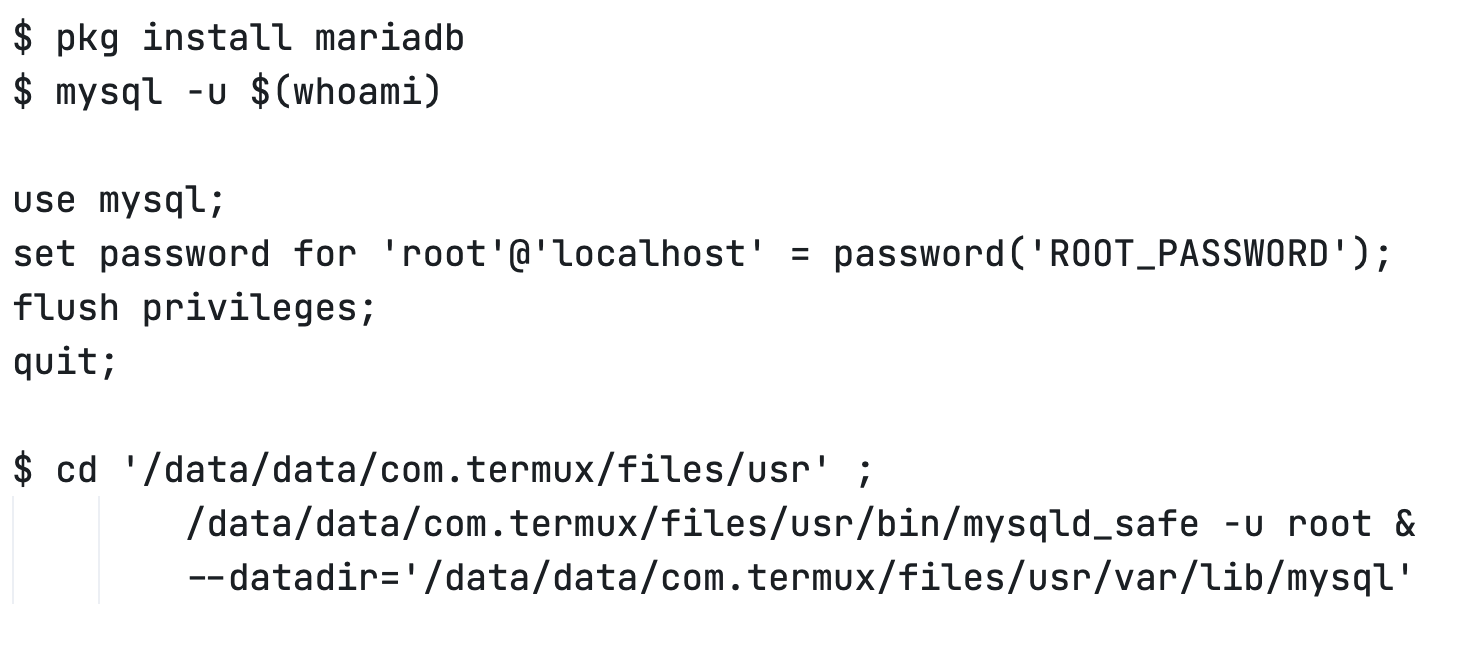 $ pkg install mariadb
$ mysql -u $(whoami)
use mysql;
set password for 'root'@'localhost' = password('ROOT_PASSWORD');
flush privileges;
quit;
$ cd '/data/data/com.termux/files/usr' ;
/data/data/com.termux/files/usr/bin/mysqld_safe -u root &
--datadir='/data/data/com.termux/files/usr/var/lib/mysql'